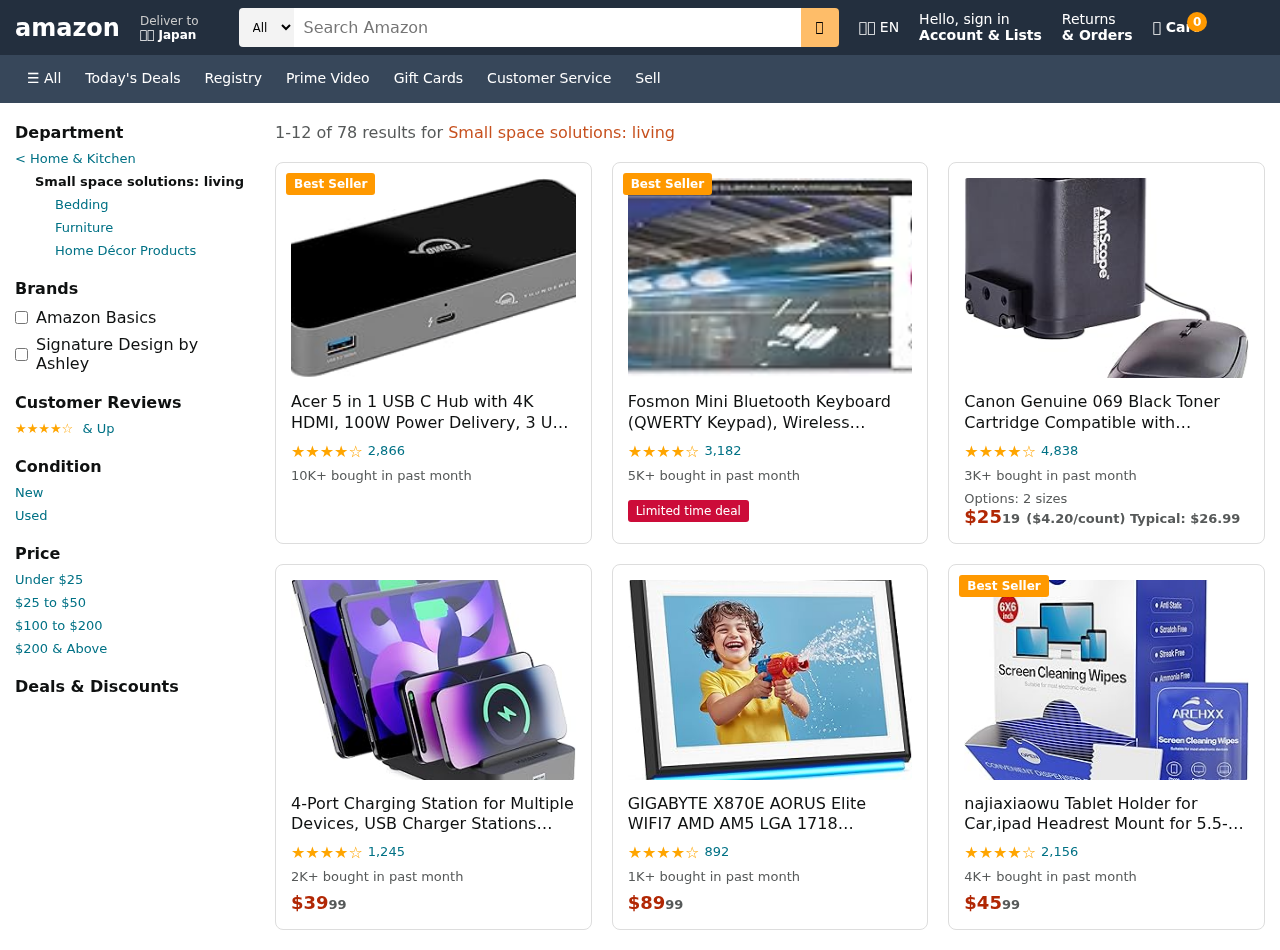 amazon
Deliver to
Japan
All
Search Amazon
EN
Hello, sign in
Account & Lists
Returns
& Orders
0
☰ All
Today's Deals
Registry
Prime Video
Gift Cards
Customer Service
Sell
Department
< Home & Kitchen
Small space solutions: living
Bedding
Furniture
Home Décor Products
Brands
Amazon Basics
Signature Design by
Ashley
Customer Reviews
★★★★☆ & Up
Condition
New
Used
Price
Under $25
$25 to $50
$100 to $200
$200 & Above
Deals & Discounts
1-12 of 78 results for Small space solutions: living
Best Seller
OWC
Acer 5 in 1 USB C Hub with 4K
HDMI, 100W Power Delivery, 3 U...
★★★★☆ 2,866
10K+ bought in past month
Best Seller
Fosmon Mini Bluetooth Keyboard
(QWERTY Keypad), Wireless...
★★★★☆ 3,182
5K+ bought in past month
Limited time deal
AmScope
Canon Genuine 069 Black Toner
Cartridge Compatible with...
★★★★☆ 4,838
3K+ bought in past month
Options: 2 sizes
$25 19 ($4.20/count) Typical: $26.99
4-Port Charging Station for Multiple
Devices, USB Charger Stations...
★★★★☆ 1,245
2K+ bought in past month
$39 99
GIGABYTE X870E AORUS Elite
WIFI7 AMD AM5 LGA 1718...
★★★★☆ 892
1K+ bought in past month
$89 99
Best Seller
6X6
inch
Anti Static
Scratch Free
Streak Free
Ammonia Free
Screen Cleaning Wipes
Suitable for most electronic devices
ARCHXX
Screen Cleaning Wipes
OPEN
CONVENIENT DISPENSER
najiaxiaowu Tablet Holder for
Car,ipad Headrest Mount for 5.5-...
★★★★☆ 2,156
4K+ bought in past month
$45 99